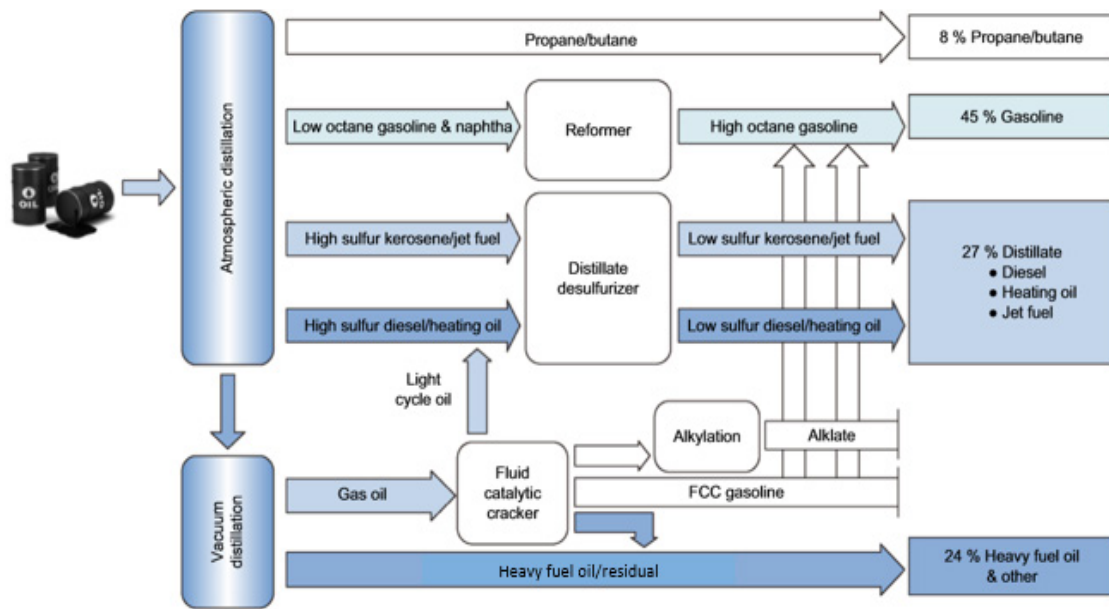 Atmospheric distillation
Propane/butane
8 % Propane/butane
Low octane gasoline & naphtha
Reformer
High octane gasoline
45 % Gasoline
OIL
OIL
High sulfur kerosene/jet fuel
Distillate
desulfurizer
Low sulfur kerosene/jet fuel
High sulfur diesel/heating oil
Low sulfur diesel/heating oil
27 % Distillate
● Diesel
● Heating oil
● Jet fuel
Light
cycle oil
Alkylation
Alklate
Vacuum
distillation
Gas oil
Fluid
catalytic
cracker
FCC gasoline
Heavy fuel oil/residual
24 % Heavy fuel oil
& other